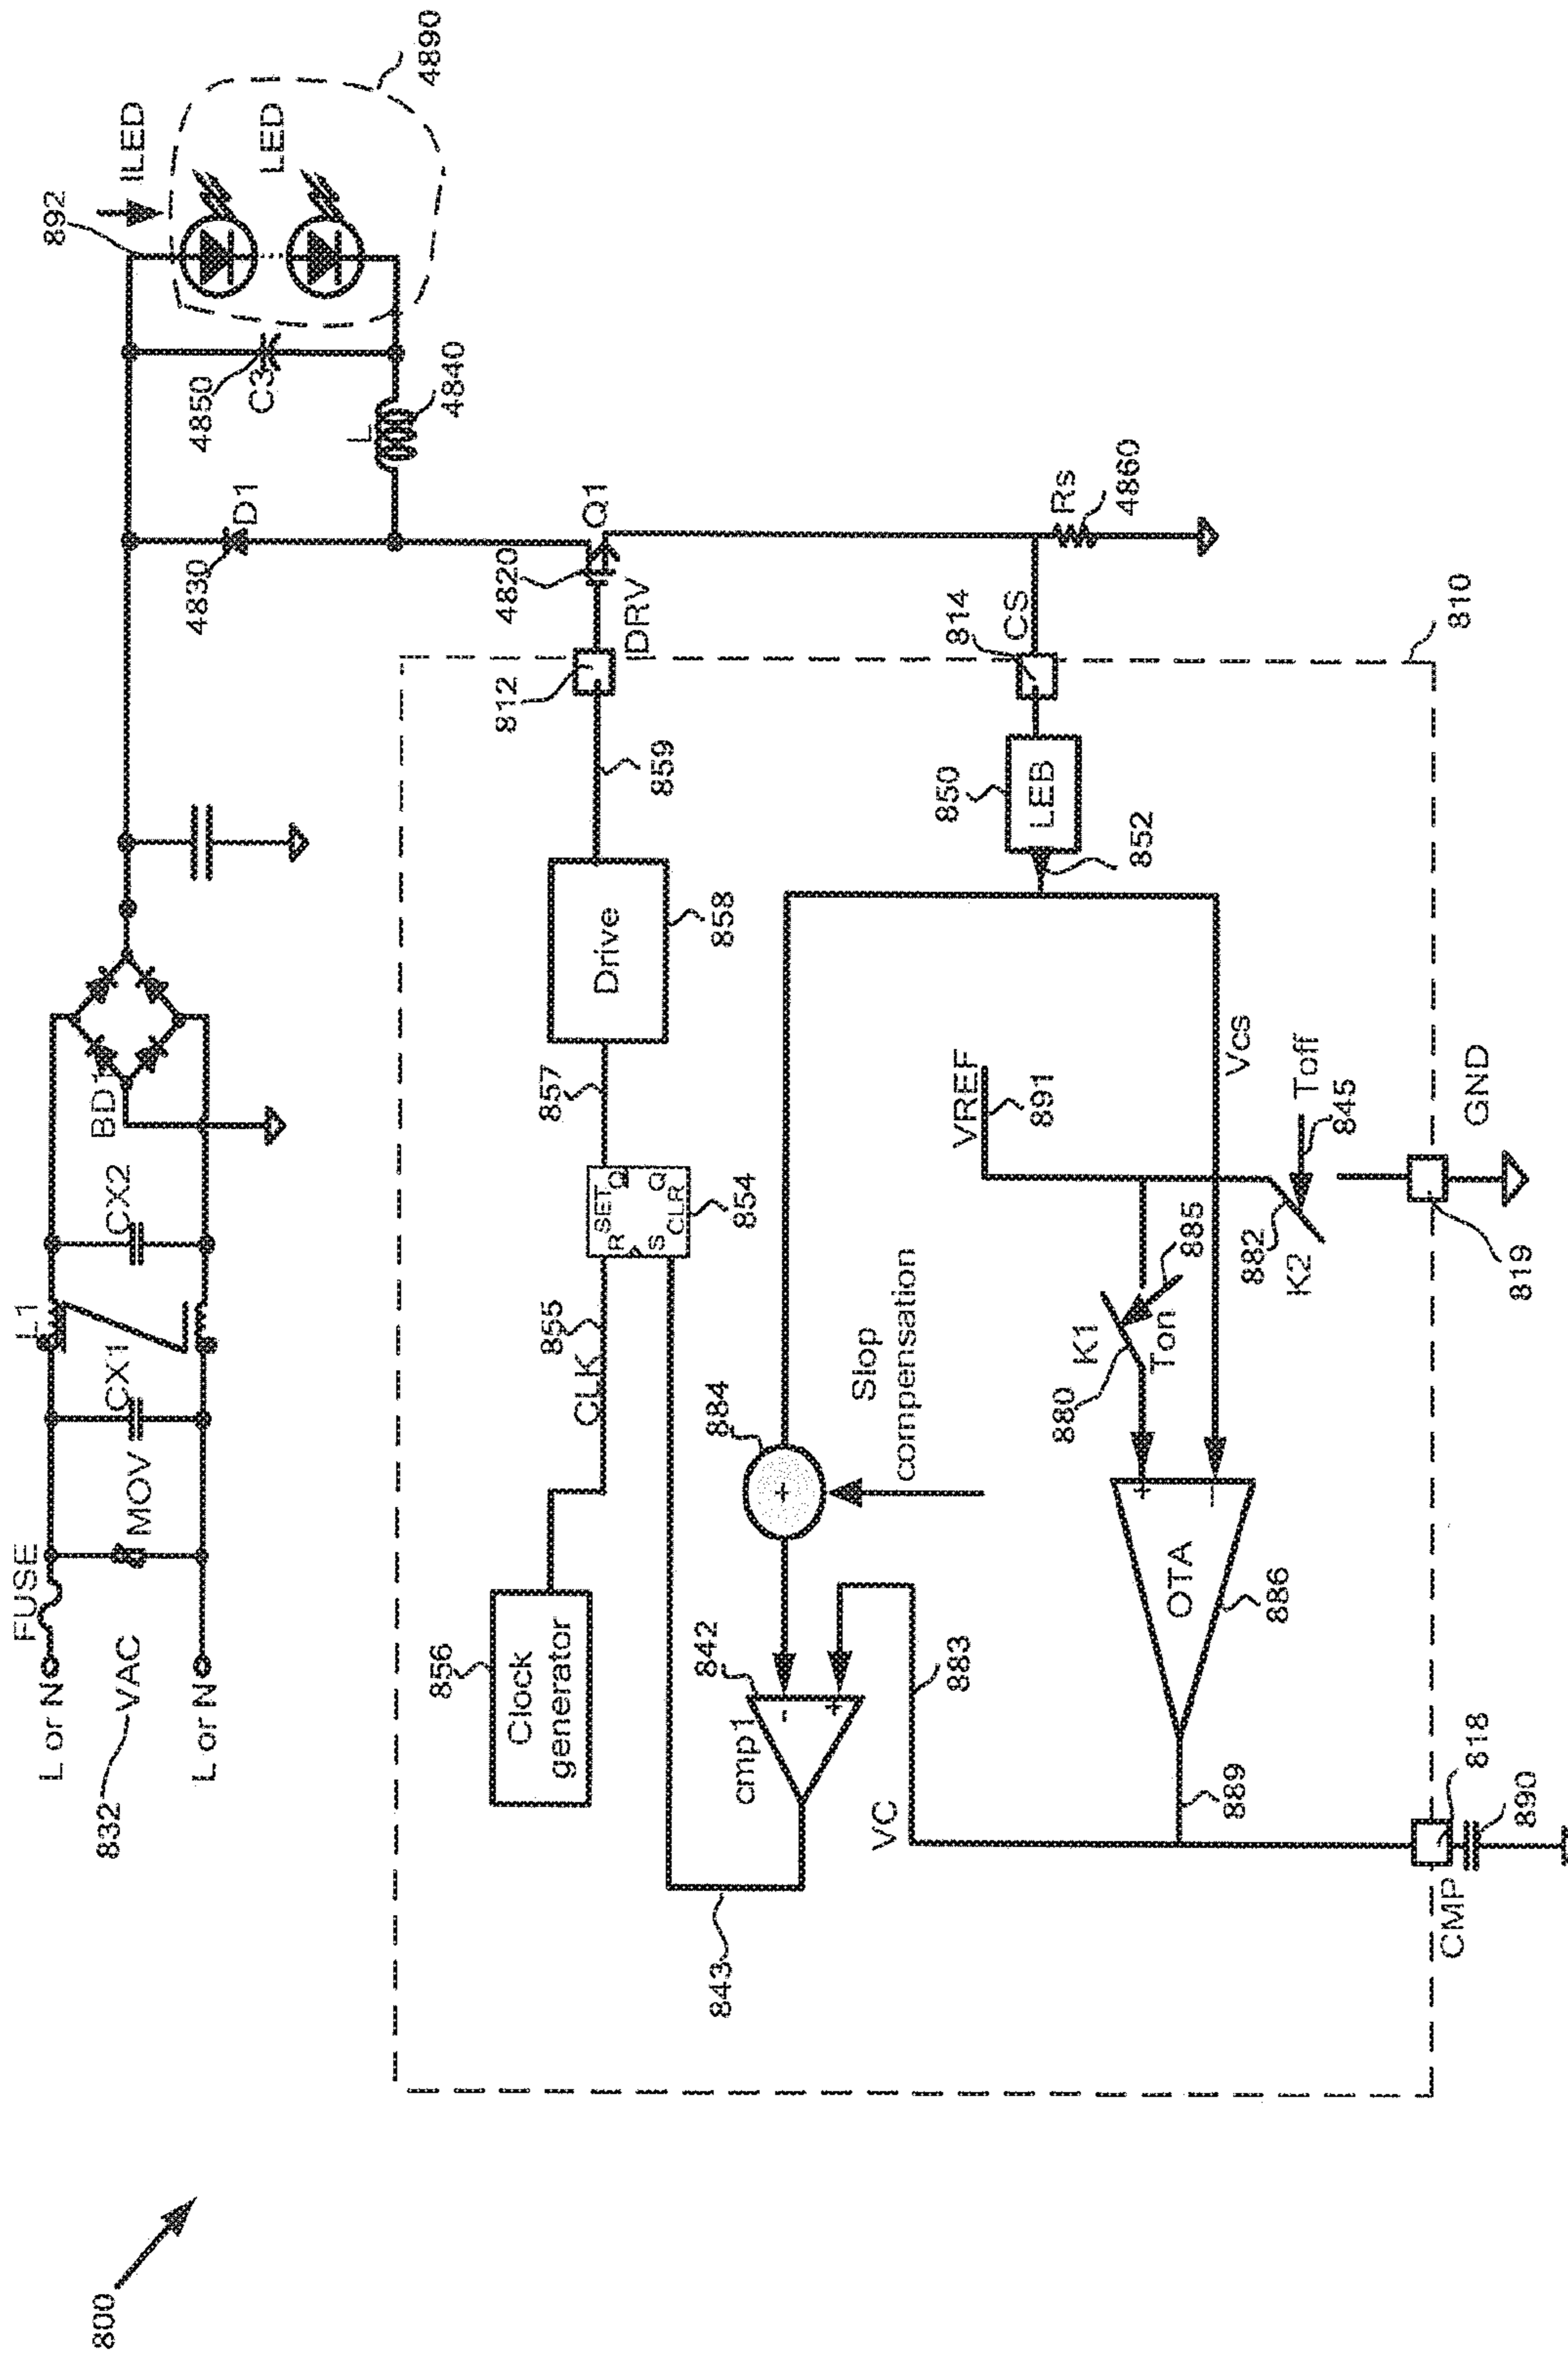 800
L or N
FUSE
832
VAC
L or N
MOV
CX1
L1
CX2
BD1
4830
D1
4850
C3
892
ILED
LED
4890
L
4840
4820
Q1
DRV
812
859
Drive
858
857
SET
R
Q
S
Q
CLR
854
855
CLK
856
Clock
generator
814
CS
Rs
4860
810
850
LEB
852
884
Slop
compensation
842
cmp1
-
+
+
843
VC
883
VREF
891
Vcs
K1
880
Ton
885
882
K2
Toff
845
+
-
OTA
886
889
GND
819
818
CMP
890